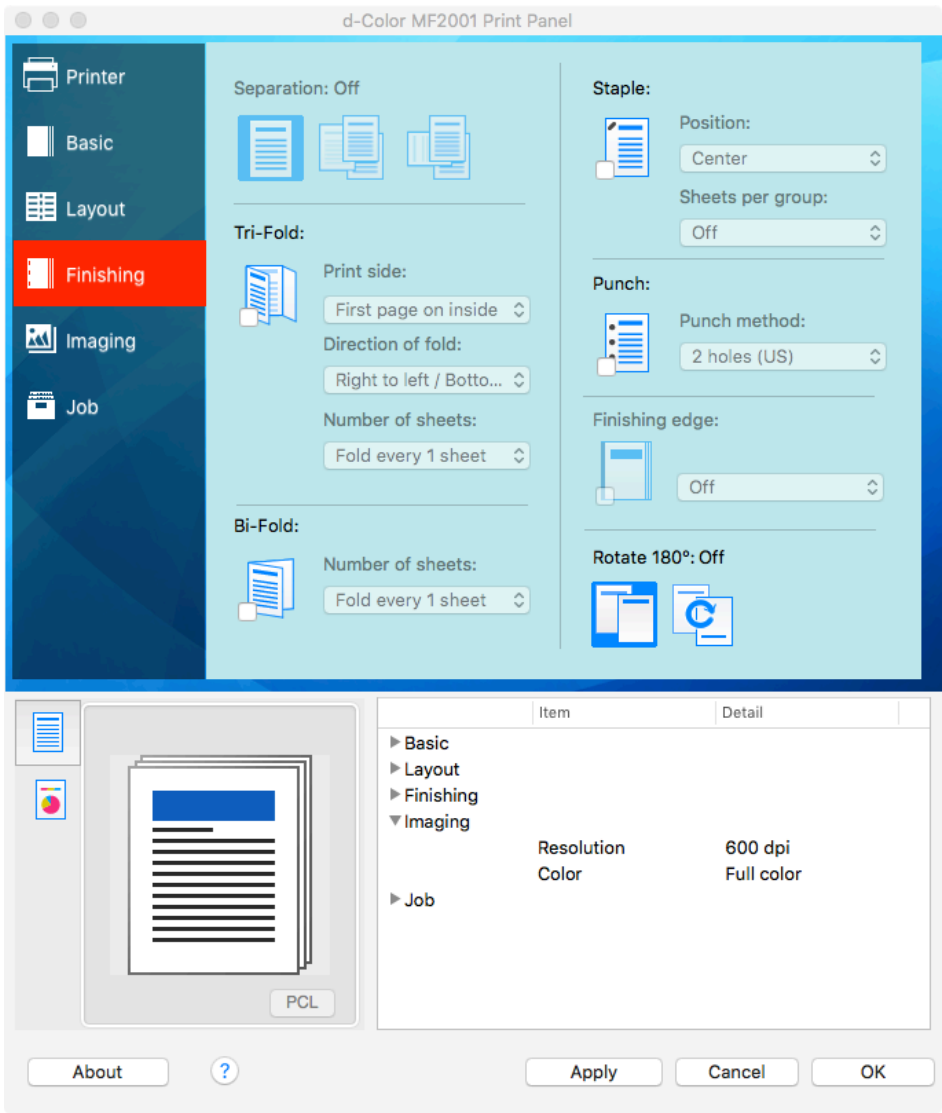 d-Color MF2001 Print Panel
Printer
Basic
Layout
Finishing
Imaging
Job
Separation: Off
Tri-Fold:
Print side:
First page on inside
Direction of fold:
Right to left / Botto...
Number of sheets:
Fold every 1 sheet
Bi-Fold:
Number of sheets:
Fold every 1 sheet
Staple:
Position:
Center
Sheets per group:
Off
Punch:
Punch method:
2 holes (US)
Finishing edge:
Off
Rotate 180°: Off
PCL
Item Detail
Basic
Layout
Finishing
Imaging
Resolution 600 dpi
Color Full color
Job
About ? Apply Cancel OK